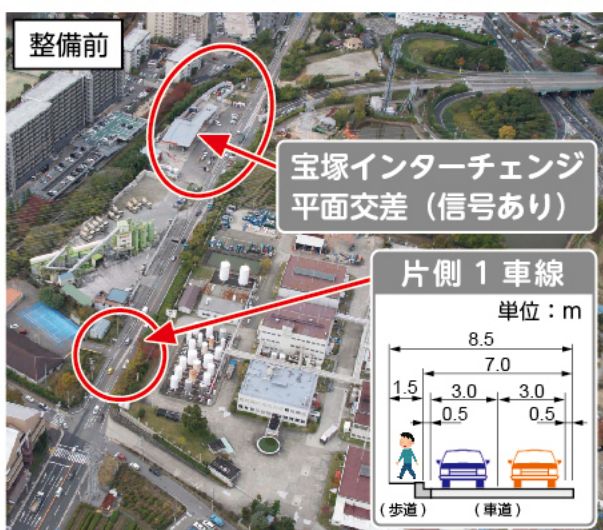 整備前
宝塚インターチェンジ
平面交差（信号あり）
片側1車線
単位：m
8.5
7.0
1.5 3.0 3.0
0.5 0.5
(歩道) (車道)